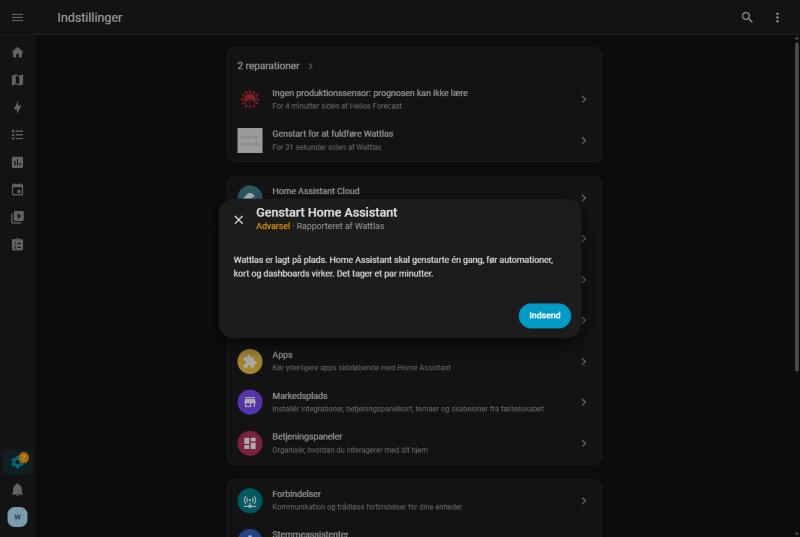 Indstillinger
2 reparationer
Ingen produktionssensor: prognosen kan ikke lære
For 4 minutter siden af Helios Forecast
Genstart for at fuldføre Wattlas
For 31 sekunder siden af Wattlas
Home Assistant Cloud
Genstart Home Assistant
Advarsel · Rapporteret af Wattlas
Wattlas er lagt på plads. Home Assistant skal genstarte én gang, før automationer,
kort og dashboards virker. Det tager et par minutter.
Indsend
Apps
Kør yderligere apps sideløbende med Home Assistant
Markedsplads
Installér integrationer, betjeningspanelkort, temaer og skabeloner fra fællesskabet
Betjeningspaneler
Organisér, hvordan du interagerer med dit hjem
2
Forbindelser
Kommunikation og trådløse forbindelser for dine enheder
W
Stemmeassistenter